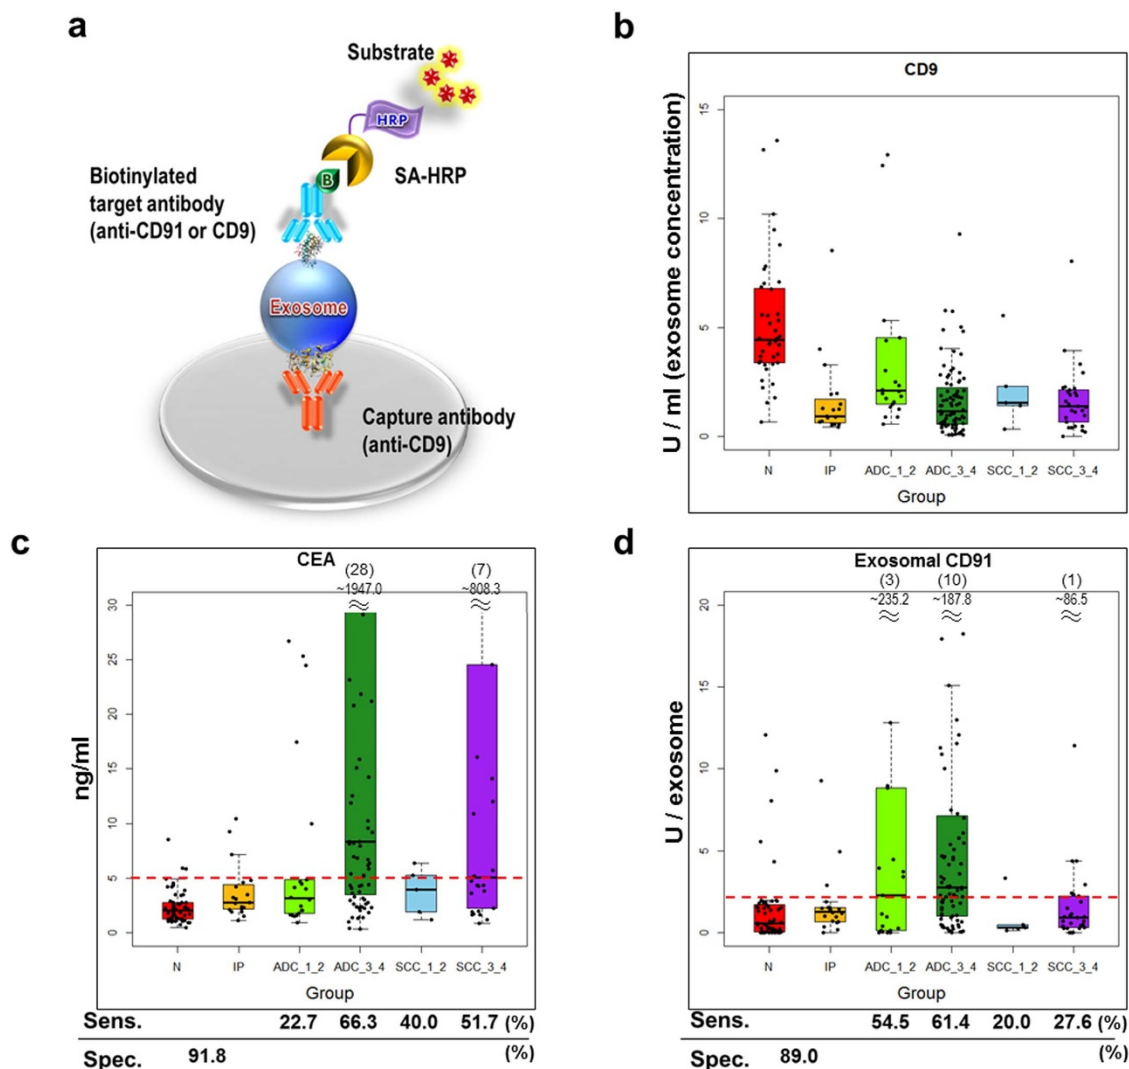 a
Substrate
HRP
Biotinylated
target antibody
(anti-CD91 or CD9)
B
SA-HRP
Exosome
Capture antibody
(anti-CD9)
b
CD9
U / ml (exosome concentration)
15
10
5
0
N IP ADC_1_2 ADC_3_4 SCC_1_2 SCC_3_4
Group
c
CEA
(28) (7)
~1947.0 ~808.3
ng/ml
30
25
20
15
10
5
0
N IP ADC_1_2 ADC_3_4 SCC_1_2 SCC_3_4
Group
Sens. 22.7 66.3 40.0 51.7 (%)
Spec. 91.8 (%)
d
Exosomal CD91
(3) (10) (1)
~235.2 ~187.8 ~86.5
U / exosome
20
15
10
5
0
N IP ADC_1_2 ADC_3_4 SCC_1_2 SCC_3_4
Group
Sens. 54.5 61.4 20.0 27.6 (%)
Spec. 89.0 (%)